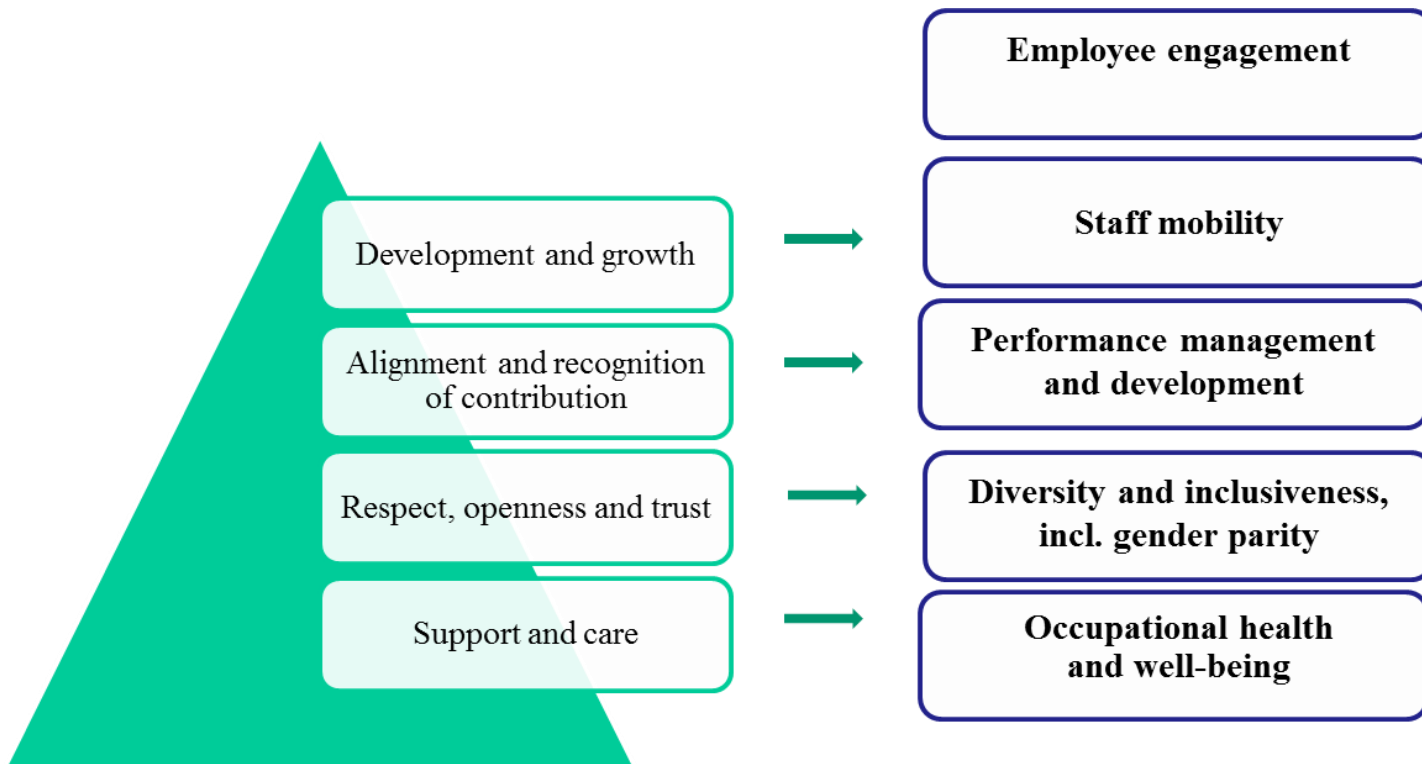 Employee engagement
Development and growth
Staff mobility
Alignment and recognition
of contribution
Performance management
and development
Respect, openness and trust
Diversity and inclusiveness,
incl. gender parity
Support and care
Occupational health
and well-being